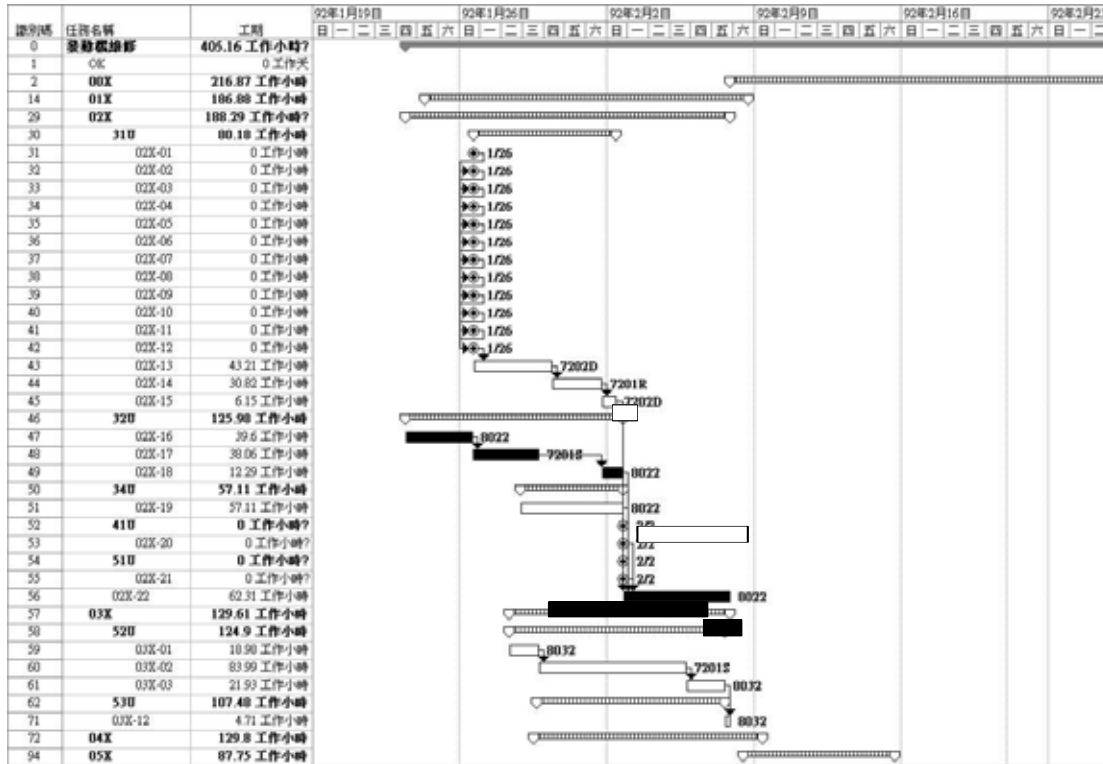 92年1月19日 92年1月26日 92年2月2日 92年2月9日 92年2月16日 92年2月2
識別碼 任務名稱 工期 日 一 二 三 四 五 六 日 一 二 三 四 五 六 日 一 二 三 四 五 六 日 一 二 三 四 五 六 日 一 二 三 四 五 六 日 一 二
0 發動機維修 405.16 工作小時?
1 OK 0 工作天
2 00X 216.87 工作小時
14 01X 186.88 工作小時
29 02X 188.29 工作小時?
30 31U 80.18 工作小時
31 02X-01 0 工作小時 1/26
32 02X-02 0 工作小時 1/26
33 02X-03 0 工作小時 1/26
34 02X-04 0 工作小時 1/26
35 02X-05 0 工作小時 1/26
36 02X-06 0 工作小時 1/26
37 02X-07 0 工作小時 1/26
38 02X-08 0 工作小時 1/26
39 02X-09 0 工作小時 1/26
40 02X-10 0 工作小時 1/26
41 02X-11 0 工作小時 1/26
42 02X-12 0 工作小時 1/26
43 02X-13 43.21 工作小時 7202D
44 02X-14 30.82 工作小時 7201R
45 02X-15 6.15 工作小時 7202D
46 32U 125.98 工作小時
47 02X-16 39.6 工作小時 8022
48 02X-17 38.06 工作小時 7201S
49 02X-18 12.29 工作小時 8022
50 34U 57.11 工作小時
51 02X-19 57.11 工作小時 8022
52 41U 0 工作小時? 2/2
53 02X-20 0 工作小時? 2/2
54 51U 0 工作小時? 2/2
55 02X-21 0 工作小時? 2/2
56 02X-22 62.31 工作小時 8022
57 03X 129.61 工作小時
58 52U 124.9 工作小時
59 03X-01 18.98 工作小時 8032
60 03X-02 83.99 工作小時 7201S
61 03X-03 21.93 工作小時 8032
62 53U 107.48 工作小時
71 03X-12 4.71 工作小時 8032
72 04X 129.8 工作小時
94 05X 87.75 工作小時